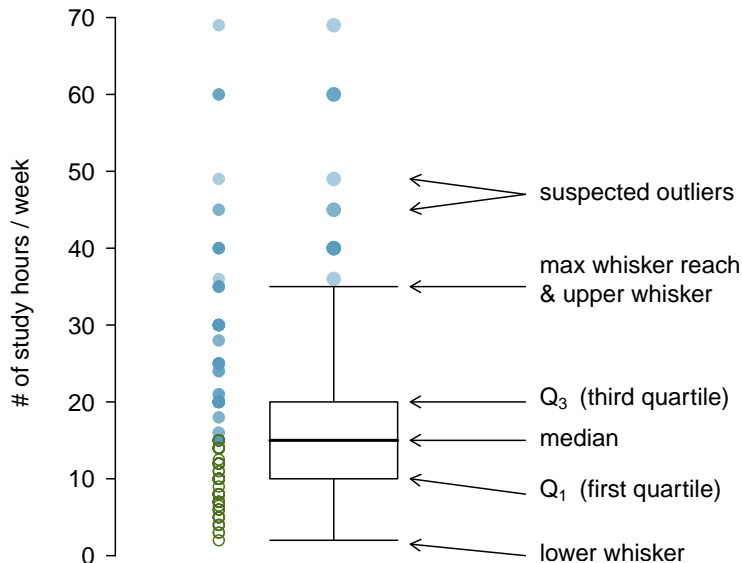 # of study hours / week
70
60
50
40
30
20
10
0
suspected outliers
max whisker reach
& upper whisker
Q₃ (third quartile)
median
Q₁ (first quartile)
lower whisker